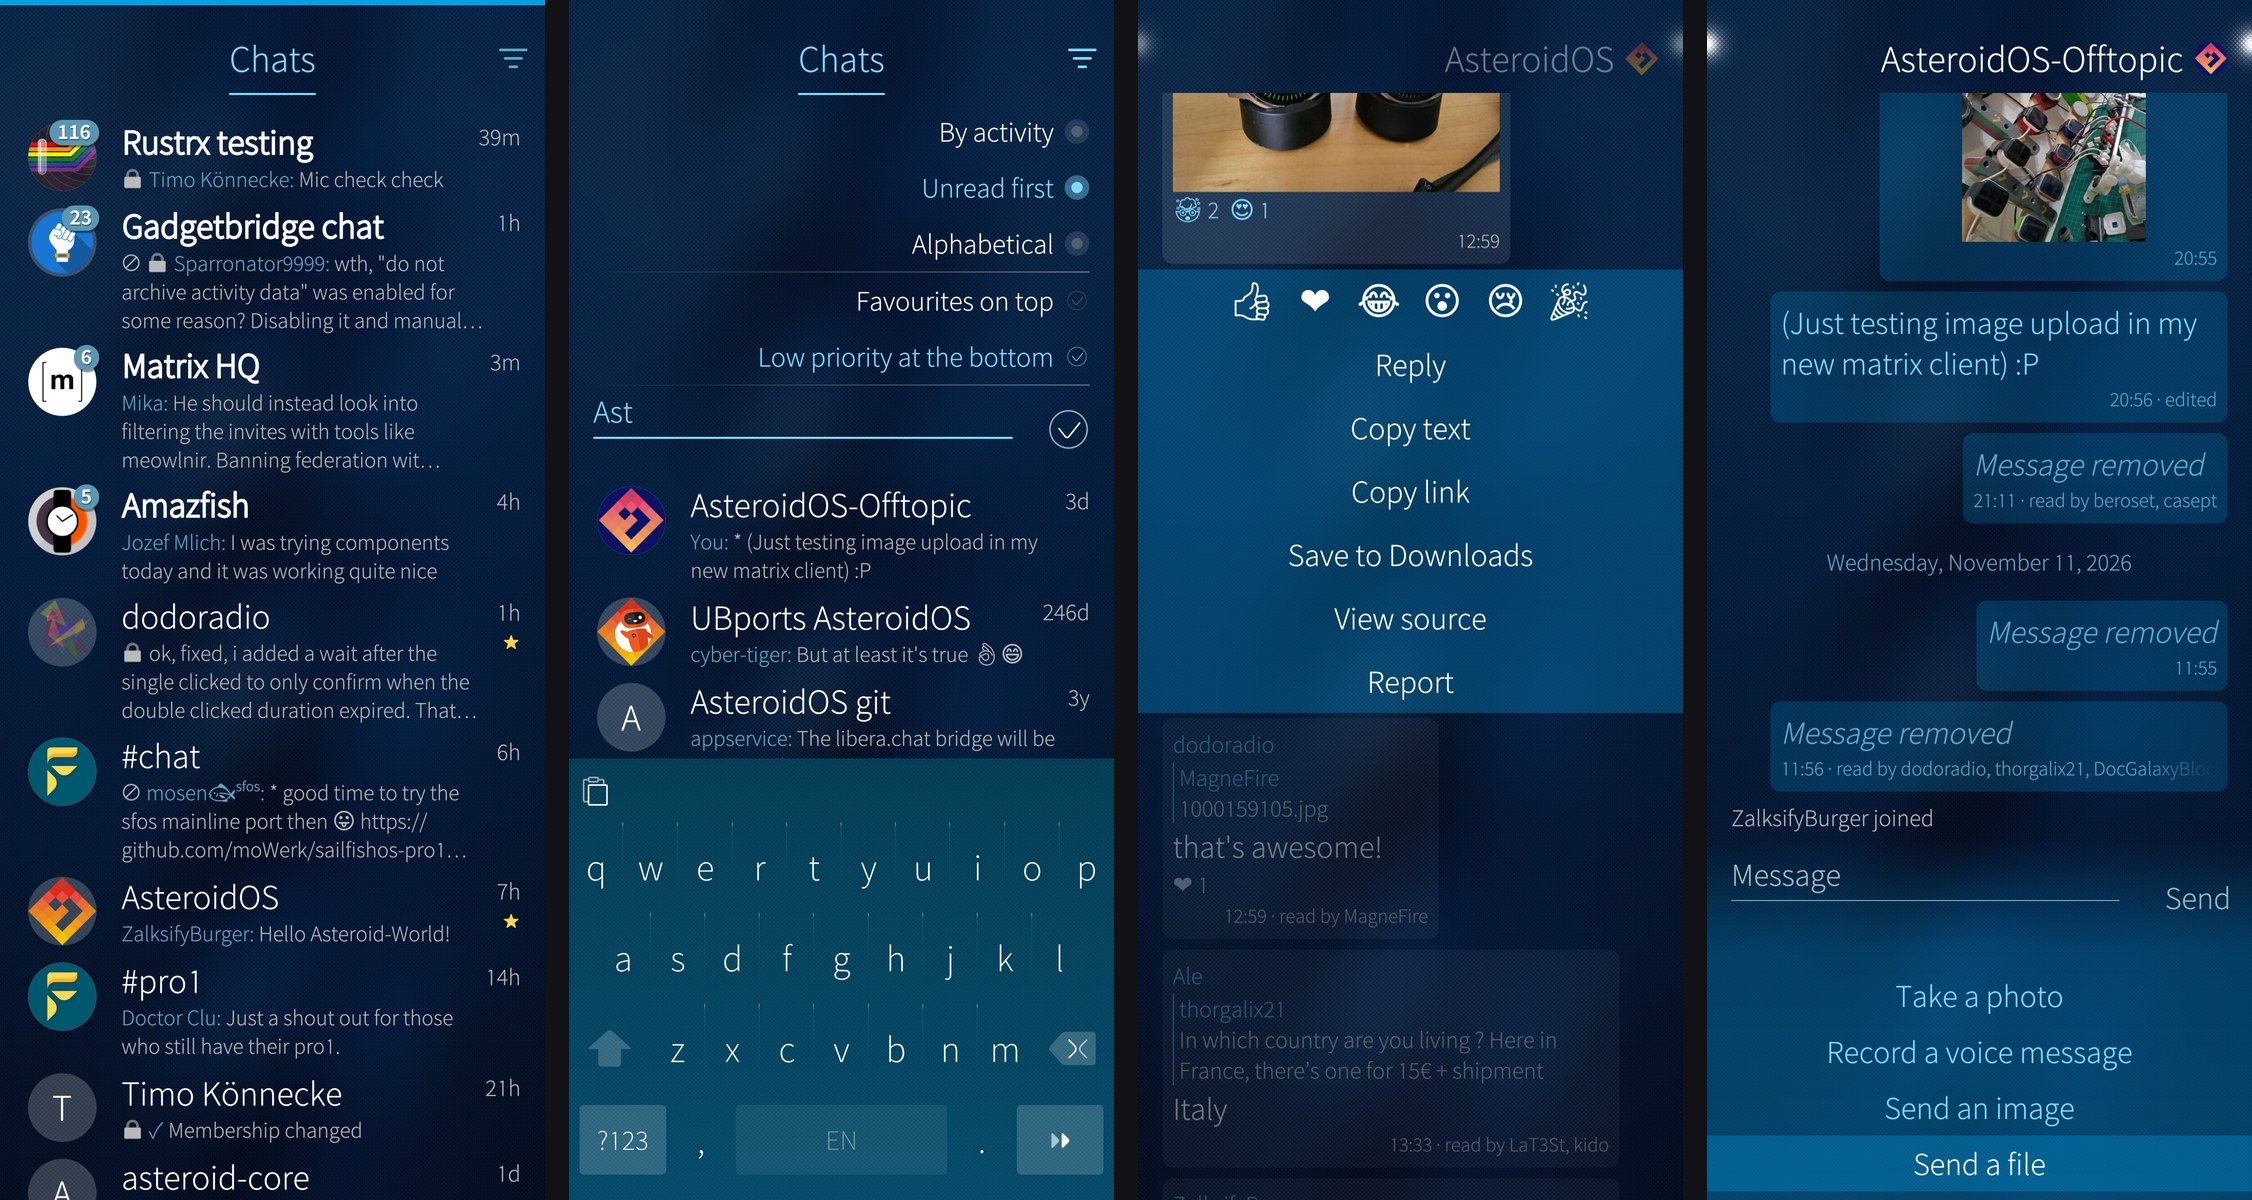 Chats
116
Rustrx testing
39m
Timo Könnecke: Mic check check
23
Gadgetbridge chat
1h
Sparronator9999: wth, "do not
archive activity data" was enabled for
some reason? Disabling it and manual…
[m]
6
Matrix HQ
3m
Mika: He should instead look into
filtering the invites with tools like
meowlnir. Banning federation wit…
5
Amazfish
4h
Jozef Mlich: I was trying components
today and it was working quite nice
dodoradio
1h
ok, fixed, i added a wait after the
single clicked to only confirm when the
double clicked duration expired. That…
#chat
6h
mosen sfos: * good time to try the
sfos mainline port then 😛 https://
github.com/moWerk/sailfishos-pro1…
AsteroidOS
7h
ZalksifyBurger: Hello Asteroid-World!
#pro1
14h
Doctor Clu: Just a shout out for those
who still have their pro1.
T
Timo Könnecke
21h
✓ Membership changed
A
asteroid-core
1d
Chats
By activity
Unread first
Alphabetical
Favourites on top
Low priority at the bottom
Ast
AsteroidOS-Offtopic
3d
You: * (Just testing image upload in my
new matrix client) :P
UBports AsteroidOS
246d
cyber-tiger: But at least it's true 👌 😄
A
AsteroidOS git
3y
appservice: The libera.chat bridge will be
q w e r t y u i o p
a s d f g h j k l
z x c v b n m
?123 , EN .
AsteroidOS
2 1
12:59
Reply
Copy text
Copy link
Save to Downloads
View source
Report
dodoradio
MagneFire
1000159105.jpg
that's awesome!
❤ 1
12:59 · read by MagneFire
Ale
thorgalix21
In which country are you living ? Here in
France, there's one for 15€ + shipment
Italy
13:33 · read by LaT3St, kido
AsteroidOS-Offtopic
20:55
(Just testing image upload in my
new matrix client) :P
20:56 · edited
Message removed
21:11 · read by beroset, casept
Wednesday, November 11, 2026
Message removed
11:55
Message removed
11:56 · read by dodoradio, thorgalix21, DocGalaxyBloc
ZalksifyBurger joined
Message
Send
Take a photo
Record a voice message
Send an image
Send a file